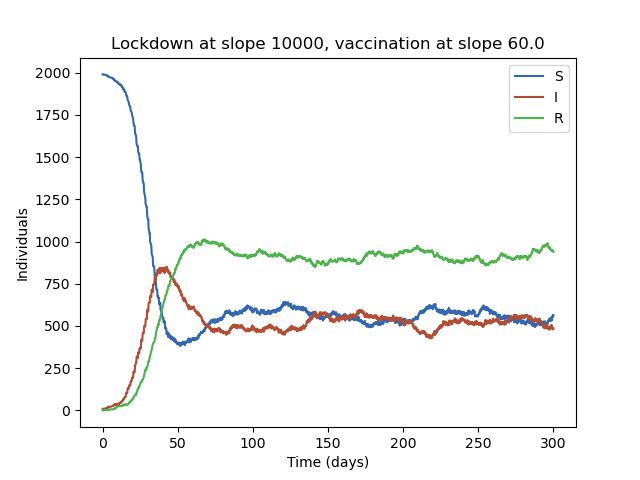 Lockdown at slope 10000, vaccination at slope 60.0
S
I
R
Individuals
2000
1750
1500
1250
1000
750
500
250
0
0 50 100 150 200 250 300
Time (days)